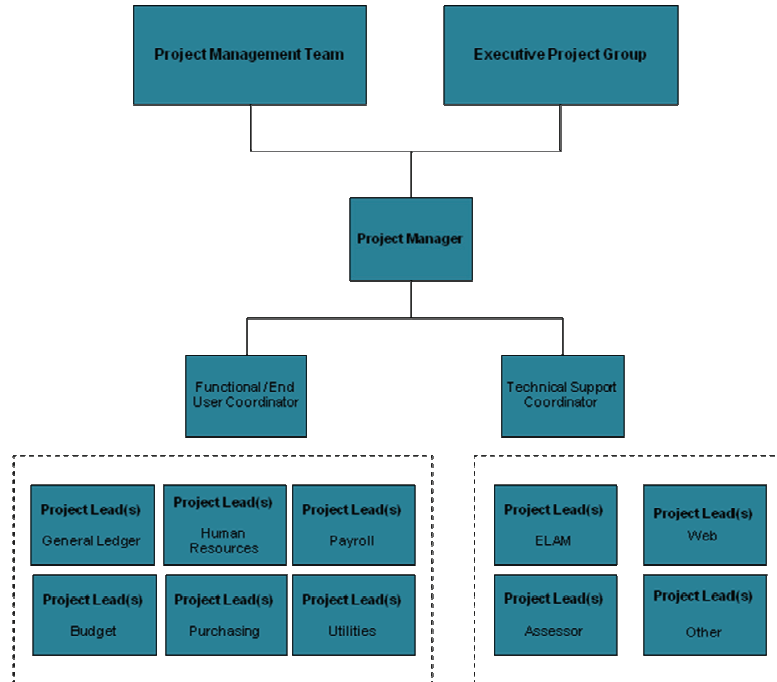 Project Management Team
Executive Project Group
Project Manager
Functional/End
User Coordinator
Technical Support
Coordinator
Project Lead(s)
General Ledger
Project Lead(s)
Human
Resources
Project Lead(s)
Payroll
Project Lead(s)
ELAM
Project Lead(s)
Web
Project Lead(s)
Budget
Project Lead(s)
Purchasing
Project Lead(s)
Utilities
Project Lead(s)
Assessor
Project Lead(s)
Other